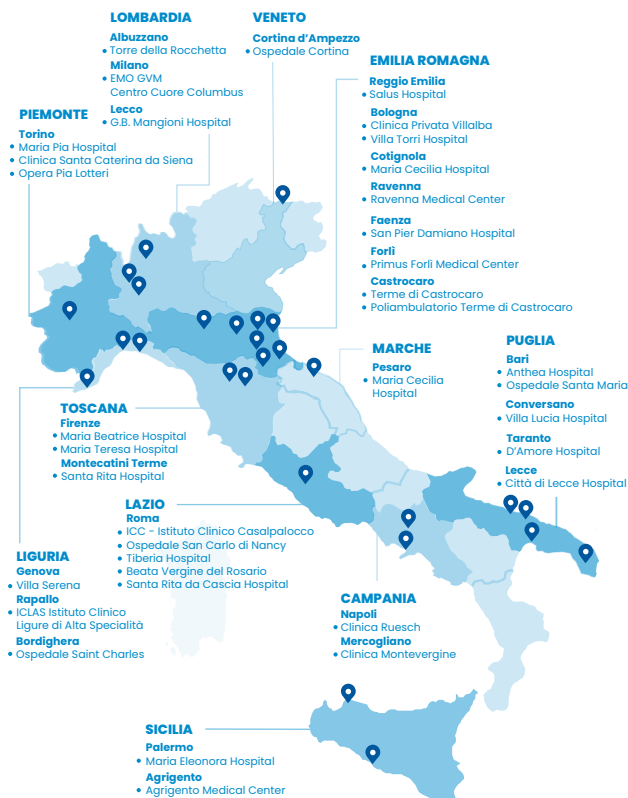 LOMBARDIA
Albuzzano
• Torre della Rocchetta
Milano
• EMO GVM
Centro Cuore Columbus
Lecco
• G.B. Mangioni Hospital
VENETO
Cortina d'Ampezzo
• Ospedale Cortina
EMILIA ROMAGNA
Reggio Emilia
• Salus Hospital
Bologna
• Clinica Privata Villalba
• Villa Torri Hospital
Cotignola
• Maria Cecilia Hospital
Ravenna
• Ravenna Medical Center
Faenza
• San Pier Damiano Hospital
Forlì
• Primus Forlì Medical Center
Castrocaro
• Terme di Castrocaro
• Poliambulatorio Terme di Castrocaro
PIEMONTE
Torino
• Maria Pia Hospital
• Clinica Santa Caterina da Siena
• Opera Pia Lotteri
MARCHE
Pesaro
• Maria Cecilia
Hospital
PUGLIA
Bari
• Anthea Hospital
• Ospedale Santa Maria
Conversano
• Villa Lucia Hospital
Taranto
• D'Amore Hospital
Lecce
• Città di Lecce Hospital
TOSCANA
Firenze
• Maria Beatrice Hospital
• Maria Teresa Hospital
Montecatini Terme
• Santa Rita Hospital
LAZIO
Roma
• ICC - Istituto Clinico Casalpalocco
• Ospedale San Carlo di Nancy
• Tiberia Hospital
• Beata Vergine del Rosario
• Santa Rita da Cascia Hospital
LIGURIA
Genova
• Villa Serena
Rapallo
• ICLAS Istituto Clinico
Ligure di Alta Specialità
Bordighera
• Ospedale Saint Charles
CAMPANIA
Napoli
• Clinica Ruesch
Mercogliano
• Clinica Montevergine
SICILIA
Palermo
• Maria Eleonora Hospital
Agrigento
• Agrigento Medical Center